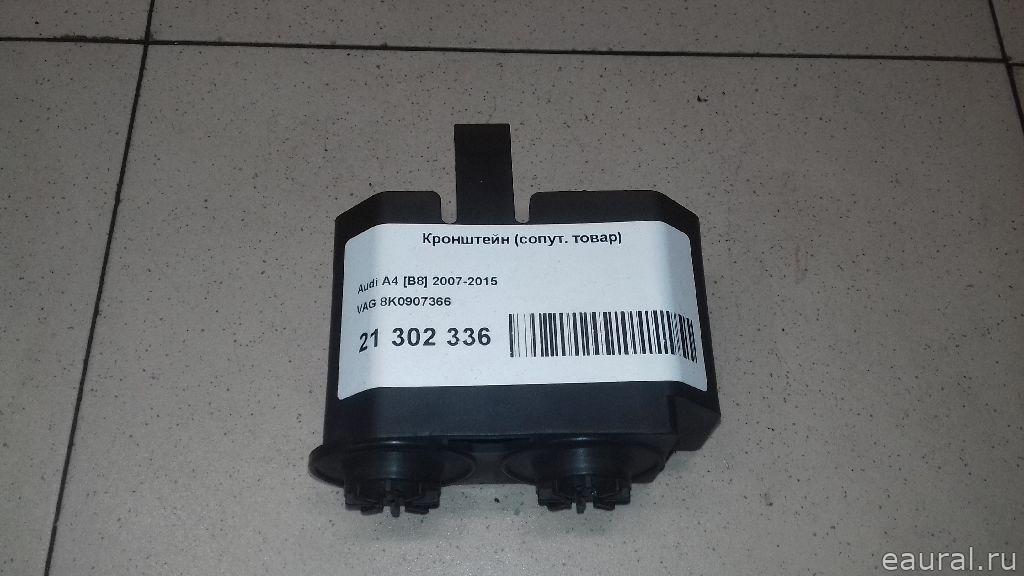 Кронштейн (сопут. товар)
Audi A4 [B8] 2007-2015
VAG 8K0907366
21 302 336
eaural.ru